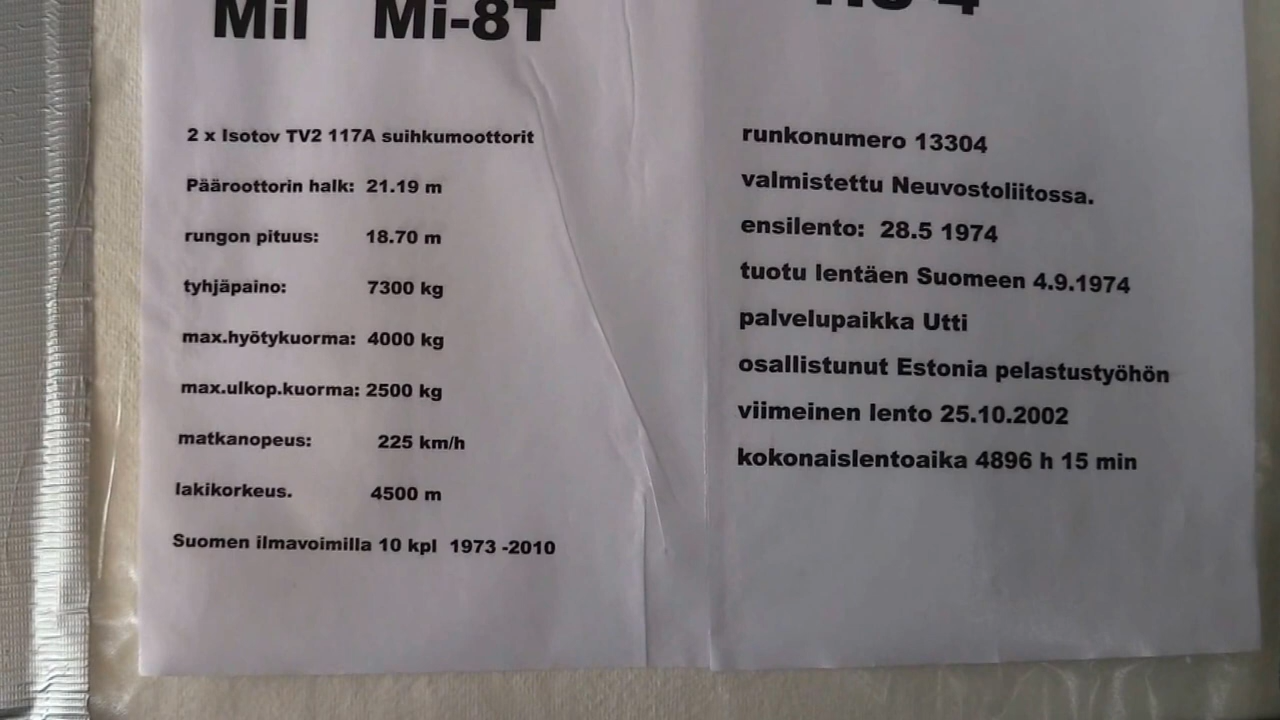 Mil Mi-8T
2 x Isotov TV2 117A suihkumoottorit
Pääroottorin halk: 21.19 m
rungon pituus: 18.70 m
tyhjäpaino: 7300 kg
max.hyötykuorma: 4000 kg
max.ulkop.kuorma: 2500 kg
matkanopeus: 225 km/h
lakikorkeus. 4500 m
Suomen ilmavoimilla 10 kpl 1973 -2010
runkonumero 13304
valmistettu Neuvostoliitossa.
ensilento: 28.5 1974
tuotu lentäen Suomeen 4.9.1974
palvelupaikka Utti
osallistunut Estonia pelastustyöhön
viimeinen lento 25.10.2002
kokonaislentoaika 4896 h 15 min